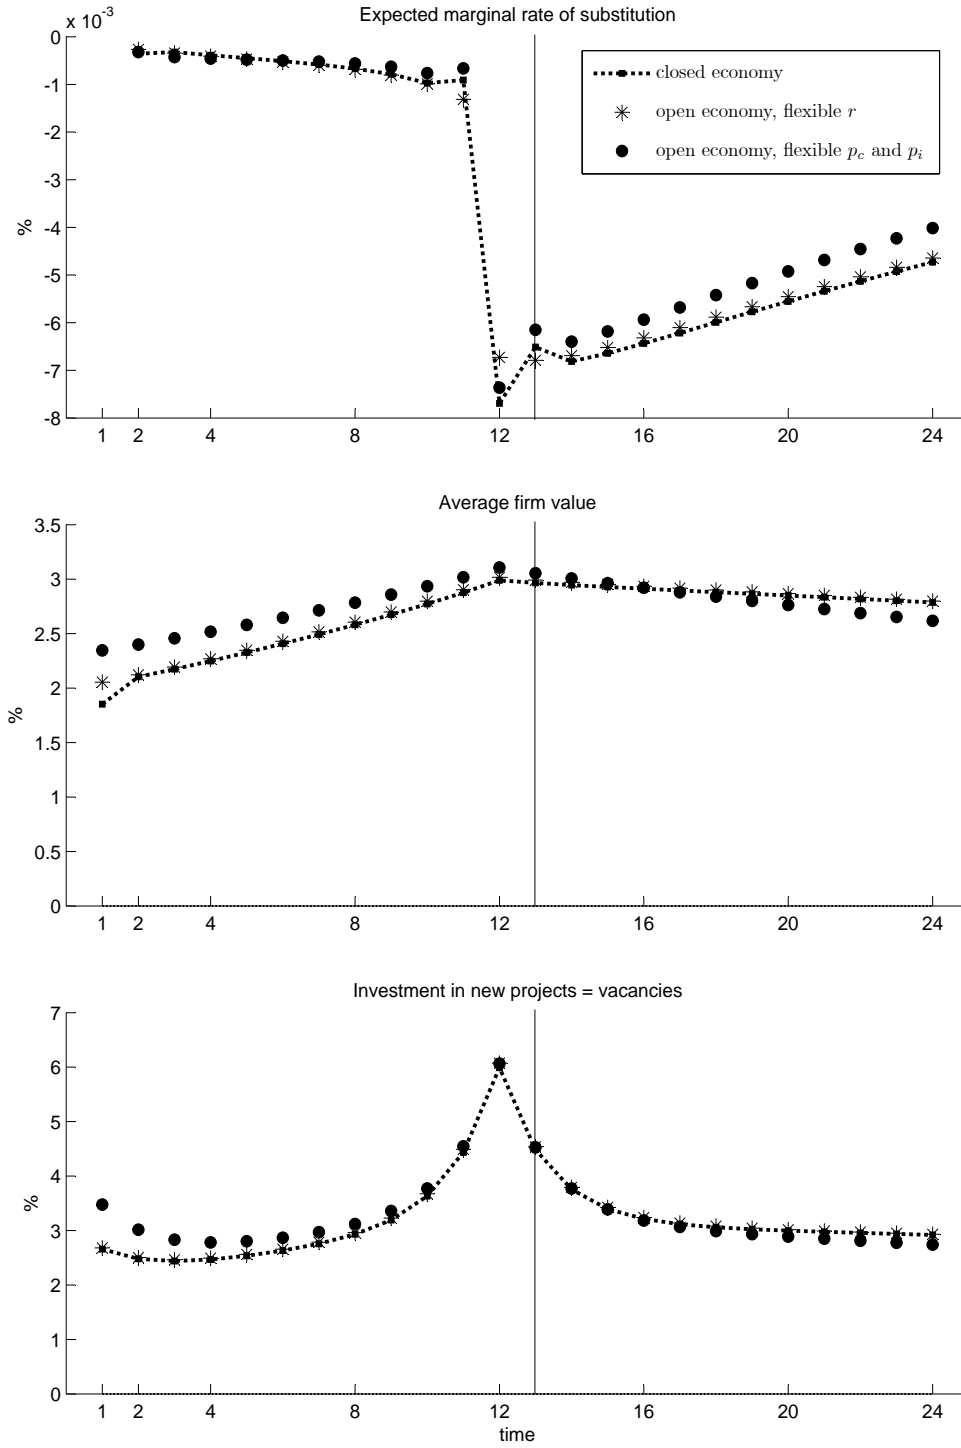 Expected marginal rate of substitution
x 10^-3
0
-1
-2
-3
-4
-5
-6
-7
-8
%
closed economy
open economy, flexible r
open economy, flexible p_c and p_i
1 2 4 8 12 16 20 24
Average firm value
3.5
3
2.5
2
1.5
1
0.5
0
%
1 2 4 8 12 16 20 24
Investment in new projects = vacancies
7
6
5
4
3
2
1
0
%
1 2 4 8 12 16 20 24
time